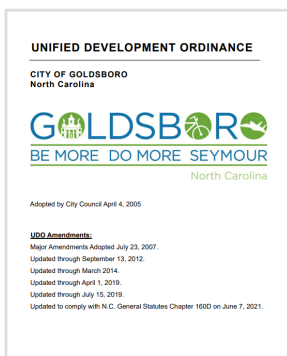 UNIFIED DEVELOPMENT ORDINANCE
CITY OF GOLDSBORO
North Carolina
GOLDSBORO
BE MORE DO MORE SEYMOUR
North Carolina
Adopted by City Council April 4, 2005
UDO Amendments:
Major Amendments Adopted July 23, 2007.
Updated through September 13, 2012.
Updated through March 2014.
Updated through April 1, 2019.
Updated through July 15, 2019.
Updated to comply with N.C. General Statutes Chapter 160D on June 7, 2021.